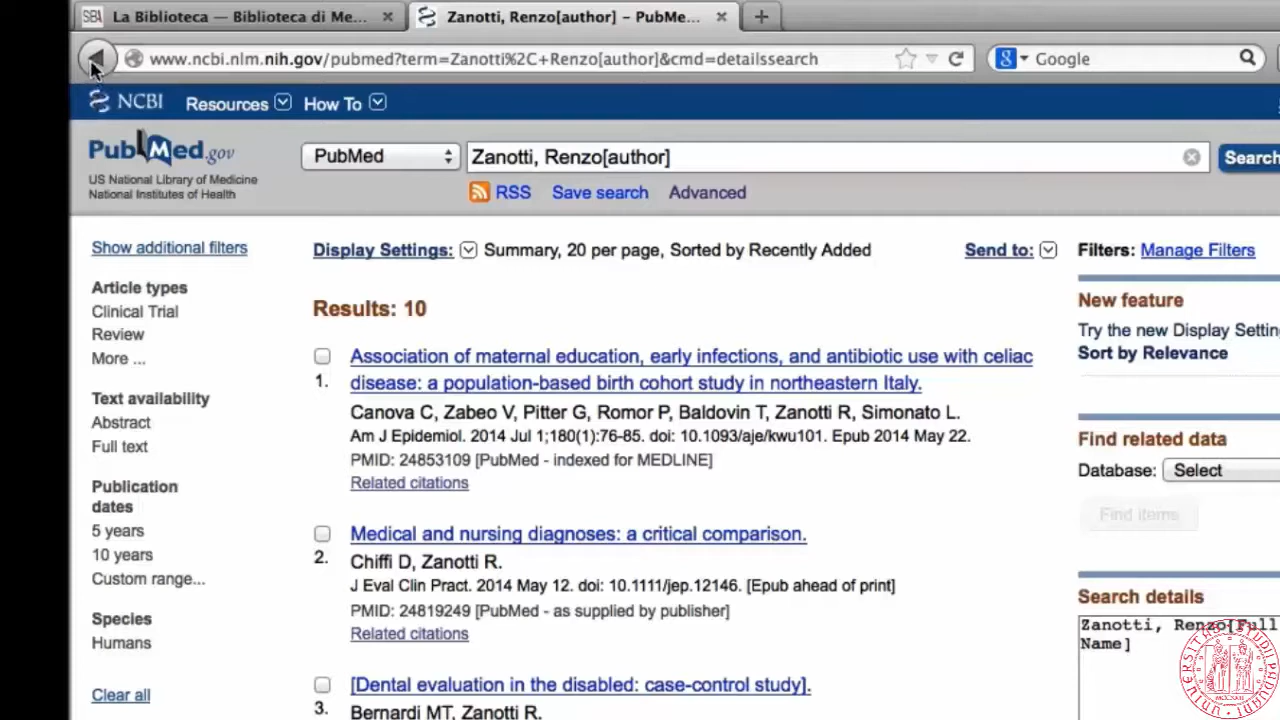 La Biblioteca — Biblioteca di Me...
Zanotti, Renzo[author] – PubMe...
www.ncbi.nlm.nih.gov/pubmed?term=Zanotti%2C+Renzo[author]&cmd=detailssearch
Google
NCBI Resources How To
PubMed.gov
US National Library of Medicine
National Institutes of Health
PubMed
Zanotti, Renzo[author]
Search
RSS Save search Advanced
Show additional filters
Article types
Clinical Trial
Review
More ...
Text availability
Abstract
Full text
Publication
dates
5 years
10 years
Custom range...
Species
Humans
Clear all
Display Settings: Summary, 20 per page, Sorted by Recently Added
Send to:
Results: 10
Association of maternal education, early infections, and antibiotic use with celiac
1. disease: a population-based birth cohort study in northeastern Italy.
Canova C, Zabeo V, Pitter G, Romor P, Baldovin T, Zanotti R, Simonato L.
Am J Epidemiol. 2014 Jul 1;180(1):76-85. doi: 10.1093/aje/kwu101. Epub 2014 May 22.
PMID: 24853109 [PubMed - indexed for MEDLINE]
Related citations
Medical and nursing diagnoses: a critical comparison.
2. Chiffi D, Zanotti R.
J Eval Clin Pract. 2014 May 12. doi: 10.1111/jep.12146. [Epub ahead of print]
PMID: 24819249 [PubMed - as supplied by publisher]
Related citations
[Dental evaluation in the disabled: case-control study].
3. Bernardi MT, Zanotti R.
Filters: Manage Filters
New feature
Try the new Display Settin
Sort by Relevance
Find related data
Database: Select
Find items
Search details
Zanotti, Renzo[Full
Name]